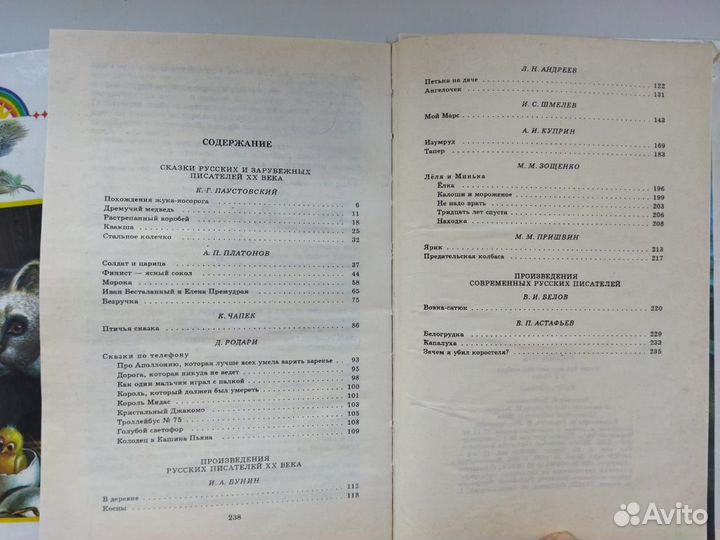 СОДЕРЖАНИЕ
СКАЗКИ РУССКИХ И ЗАРУБЕЖНЫХ
ПИСАТЕЛЕЙ XX ВЕКА
К. Г. ПАУСТОВСКИЙ
Похождения жука-носорога 6
Дремучий медведь 11
Растрепанный воробей 18
Квакша 25
Стальное колечко 32
А. П. ПЛАТОНОВ
Солдат и царица 37
Финист — ясный сокол 44
Морока 58
Иван Бесталанный и Елена Премудрая 65
Безручка 75
К. ЧАПЕК
Птичья сказка 86
Д. РОДАРИ
Сказки по телефону
Про Аполлонию, которая лучше всех умела варить варенье 93
Дорога, которая никуда не ведет 95
Как один мальчик играл с палкой 98
Король, который должен был умереть 100
Король Мидас 101
Кристальный Джакомо 103
Троллейбус № 75 105
Голубой светофор 108
Колодец в Кашина Пьяна 109
ПРОИЗВЕДЕНИЯ
РУССКИХ ПИСАТЕЛЕЙ XX ВЕКА
И. А. БУНИН
В деревне 112
Косцы 118
238
Л. Н. АНДРЕЕВ
Петька на даче 122
Ангелочек 131
И. С. ШМЕЛЕВ
Мой Марс 143
А. И. КУПРИН
Изумруд 169
Тапер 183
М. М. ЗОЩЕНКО
Лёля и Минька
Ёлка 196
Калоши и мороженое 199
Не надо врать 203
Тридцать лет спустя 206
Находка 208
М. М. ПРИШВИН
Ярик 213
Предательская колбаса 217
ПРОИЗВЕДЕНИЯ
СОВРЕМЕННЫХ РУССКИХ ПИСАТЕЛЕЙ
В. И. БЕЛОВ
Вовка-сатюк 220
В. П. АСТАФЬЕВ
Белогрудка 229
Капалуха 233
Зачем я убил коростеля? 235
Avito